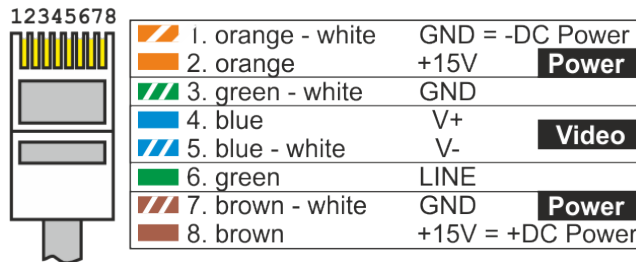 12345678
1. orange - white GND = -DC Power
2. orange +15V Power
3. green - white GND
4. blue V+
Video
5. blue - white V-
6. green LINE
7. brown - white GND Power
8. brown +15V = +DC Power